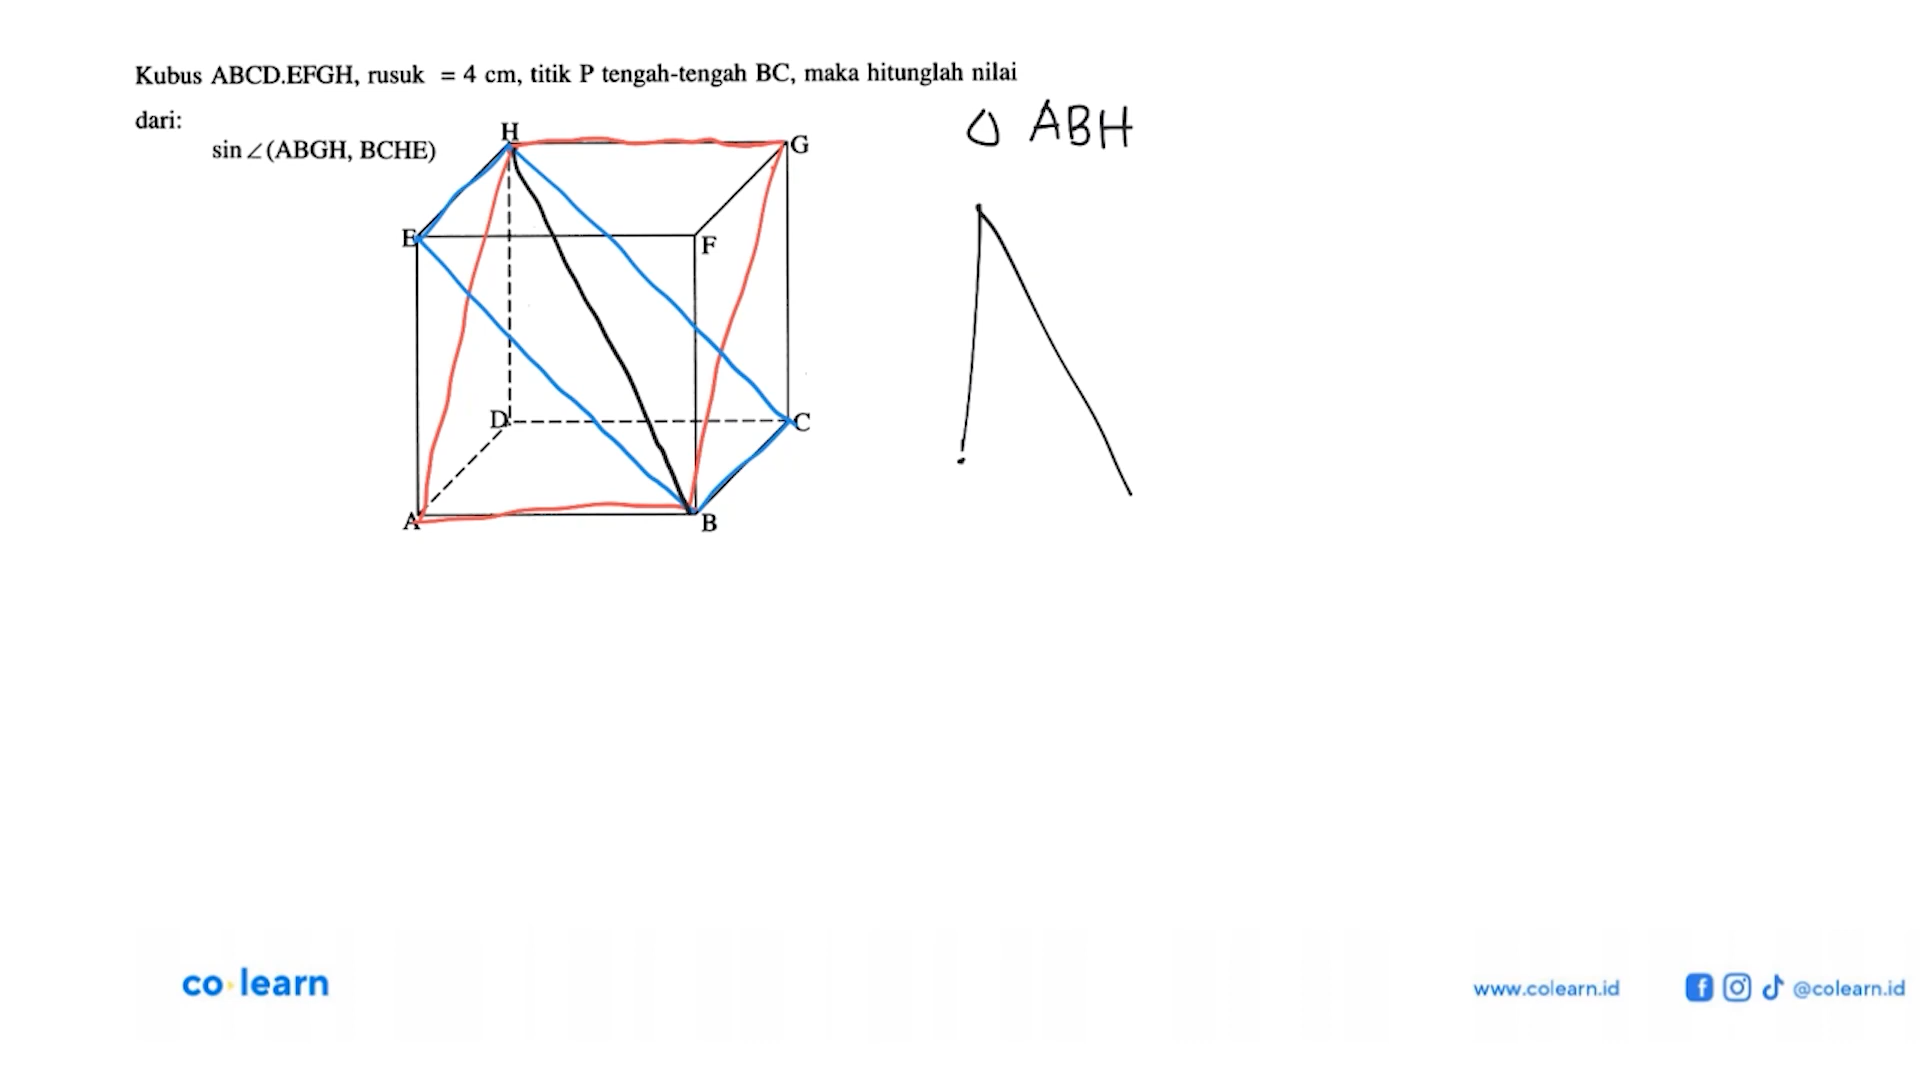 Kubus ABCD.EFGH, rusuk = 4 cm, titik P tengah-tengah BC, maka hitunglah nilai
dari:
sin∠(ABGH, BCHE)
Δ ABH
H
G
E
F
D
C
A
B
co learn
www.colearn.id
@colearn.id